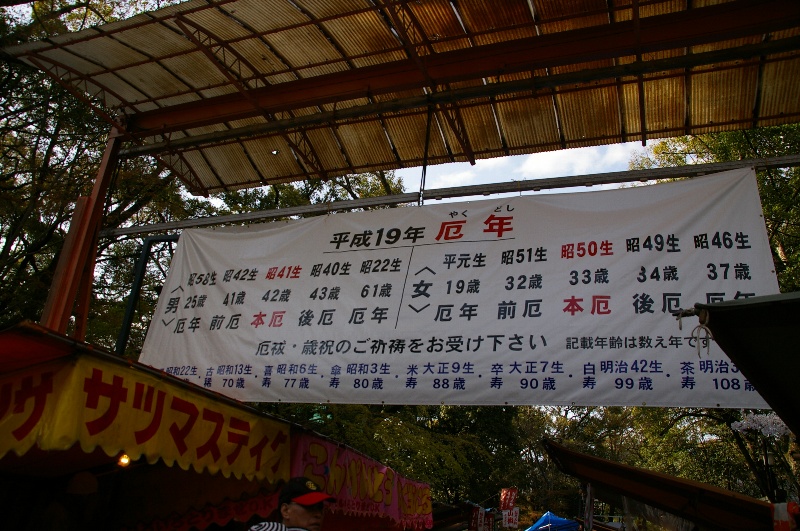 やく どし
平成19年 厄年
〈男〉 昭58生 昭42生 昭41生 昭40生 昭22生
25歳 41歳 42歳 43歳 61歳
厄年 前厄 本厄 後厄 厄年
〈女〉 平元生 昭51生 昭50生 昭49生 昭46生
19歳 32歳 33歳 34歳 37歳
厄年 前厄 本厄 後厄 厄年
厄祓・歳祝のご祈祷をお受け下さい 記載年齢は数え年です
昭和22生・古稀 昭和13生 70歳・喜寿 昭和6生 77歳・傘寿 昭和3生 80歳・米寿 大正9生 88歳・卒寿 大正7生 90歳・白寿 明治42生 99歳・茶寿 明治3 108歳
サツマスティ